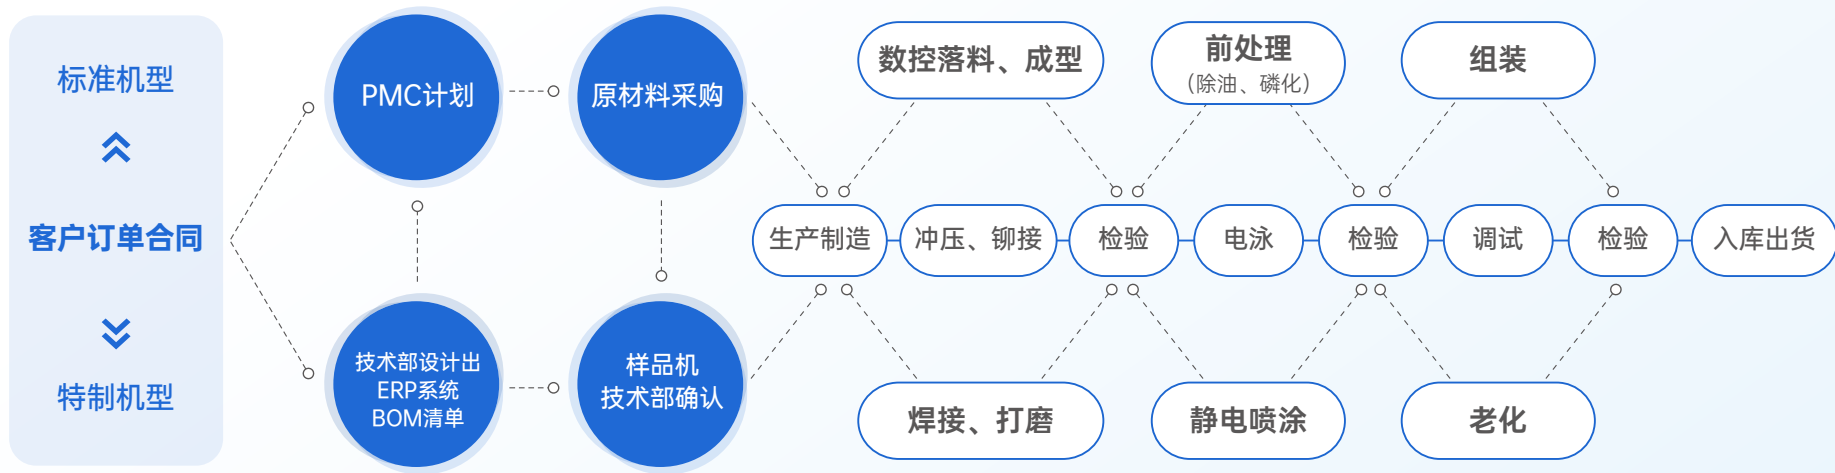 标准机型
客户订单合同
特制机型
PMC计划
原材料采购
技术部设计出
ERP系统
BOM清单
样品机
技术部确认
数控落料、成型
前处理
（除油、磷化）
组装
生产制造
冲压、铆接
检验
电泳
检验
调试
检验
入库出货
焊接、打磨
静电喷涂
老化